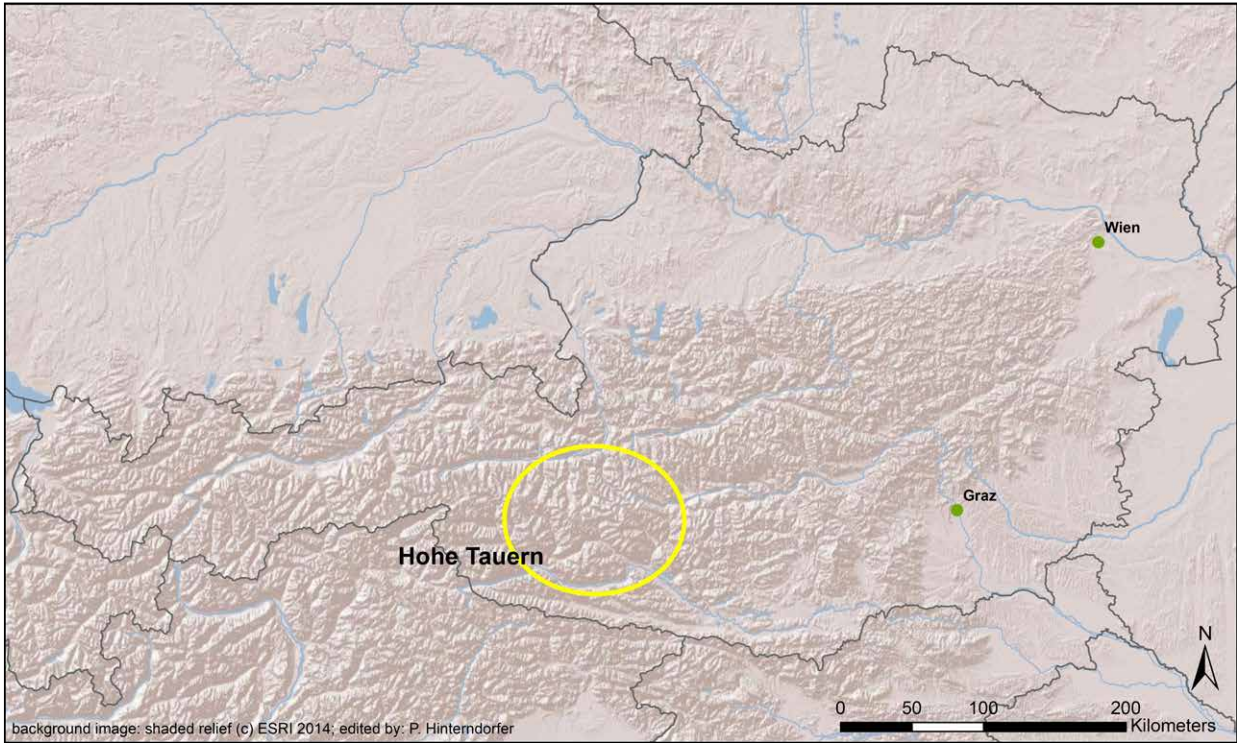 Wien
Graz
Hohe Tauern
N
0 50 100 200
Kilometers
background image: shaded relief (c) ESRI 2014; edited by: P. Hinterndorfer